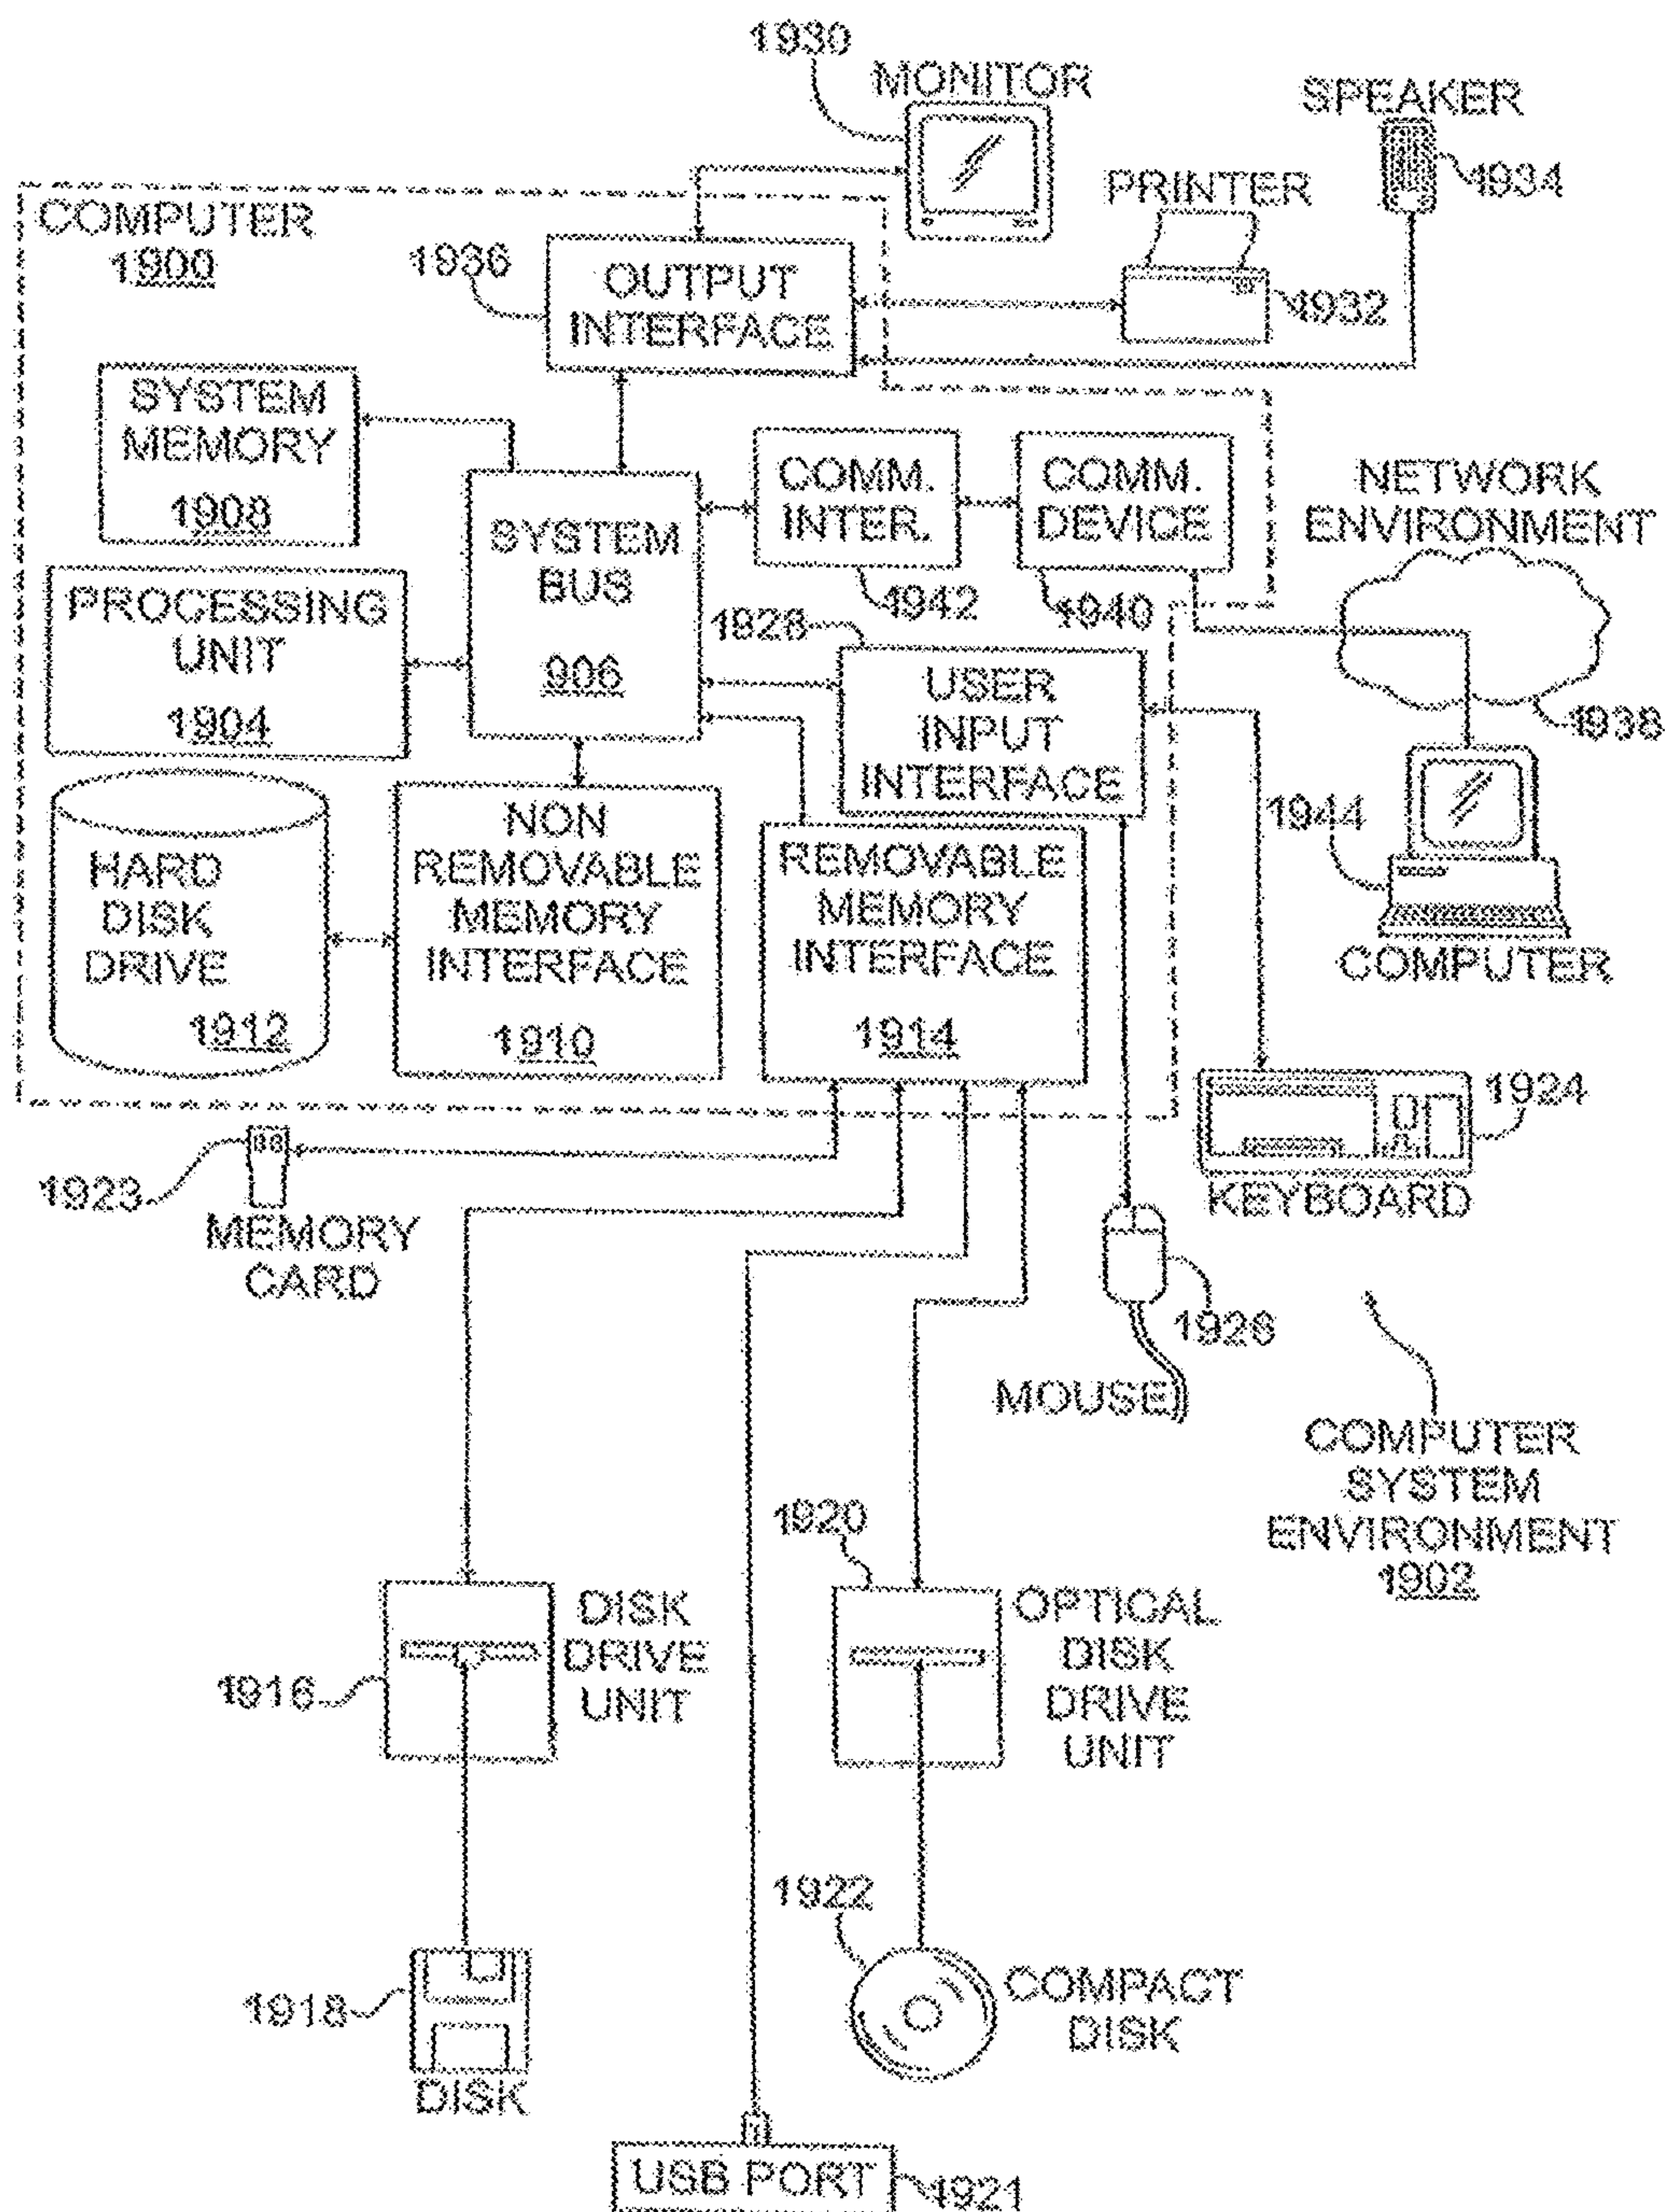 1930
MONITOR
SPEAKER
1934
PRINTER
1932
COMPUTER
1900
1936
OUTPUT
INTERFACE
SYSTEM
MEMORY
1908
SYSTEM
BUS
906
COMM.
INTER.
1942
COMM.
DEVICE
1940
NETWORK
ENVIRONMENT
1938
PROCESSING
UNIT
1904
1928
USER
INPUT
INTERFACE
1944
COMPUTER
HARD
DISK
DRIVE
1912
NON
REMOVABLE
MEMORY
INTERFACE
1910
REMOVABLE
MEMORY
INTERFACE
1914
1924
KEYBOARD
1923
MEMORY
CARD
1926
MOUSE
COMPUTER
SYSTEM
ENVIRONMENT
1902
1916
DISK
DRIVE
UNIT
1920
OPTICAL
DISK
DRIVE
UNIT
1918
DISK
1922
COMPACT
DISK
USB PORT
1921